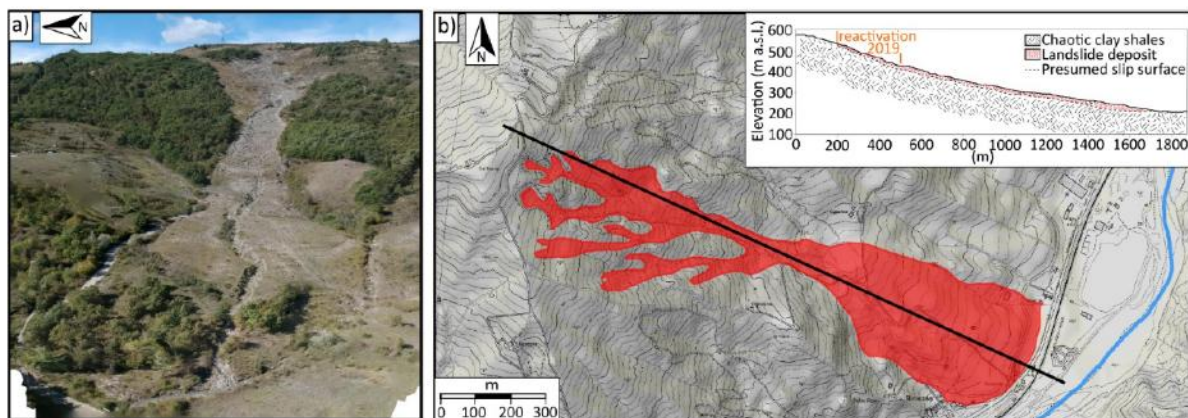 a)
N
b)
N
Ireactivation
2019
Chaotic clay shales
Landslide deposit
Presumed slip surface
Elevation (m a.s.l.)
600
500
400
300
200
100
0 200 400 600 800 1000 1200 1400 1600 1800
(m)
m
0 100 200 300